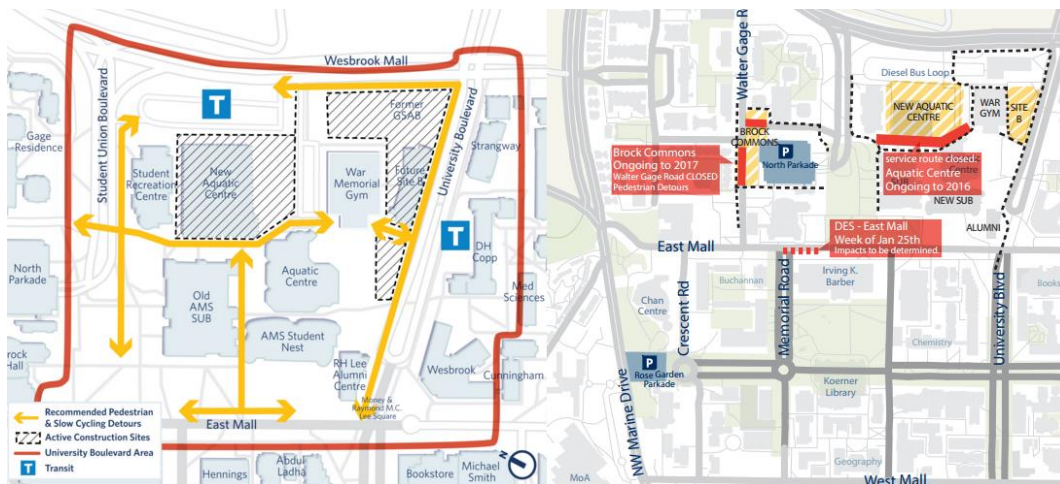 Wesbrook Mall
Student Union Boulevard
Gage
Residence
T
Former
GSAB
University Boulevard
Strangway
Student
Recreation
Centre
New
Aquatic
Centre
War
Memorial
Gym
Future
Site B
T
DH
Copp
Med
Sciences
North
Parkade
Old
AMS
SUB
Aquatic
Centre
AMS Student
Nest
RH Lee
Alumni
Centre
Wesbrook
Cunningham
rock
Hall
Money &
Raymond M.C.
Lee Square
East Mall
Recommended Pedestrian
& Slow Cycling Detours
Active Construction Sites
University Boulevard Area
T Transit
Hennings
Abdul
Ladha
Bookstore
Michael
Smith
N
Walter Gage R
Diesel Bus Loop
NEW AQUATIC
CENTRE
WAR
GYM
SITE
B
BROCK
COMMONS
P
North Parkade
Brock Commons
Ongoing to 2017
Walter Gage Road CLOSED
Pedestrian Detours
service route closed
Aquatic Centre
Ongoing to 2016
NEW SUB
ALUMNI
DES - East Mall
Week of Jan 25th
Impacts to be determined.
East Mall
Buchanan
Irving K.
Barber
Chan
Centre
Crescent Rd
Memorial Road
University Blvd
Books
Chemistry
P
Rose Garden
Parkade
Koerner
Library
NW Marine Drive
Geography
MoA
West Mall